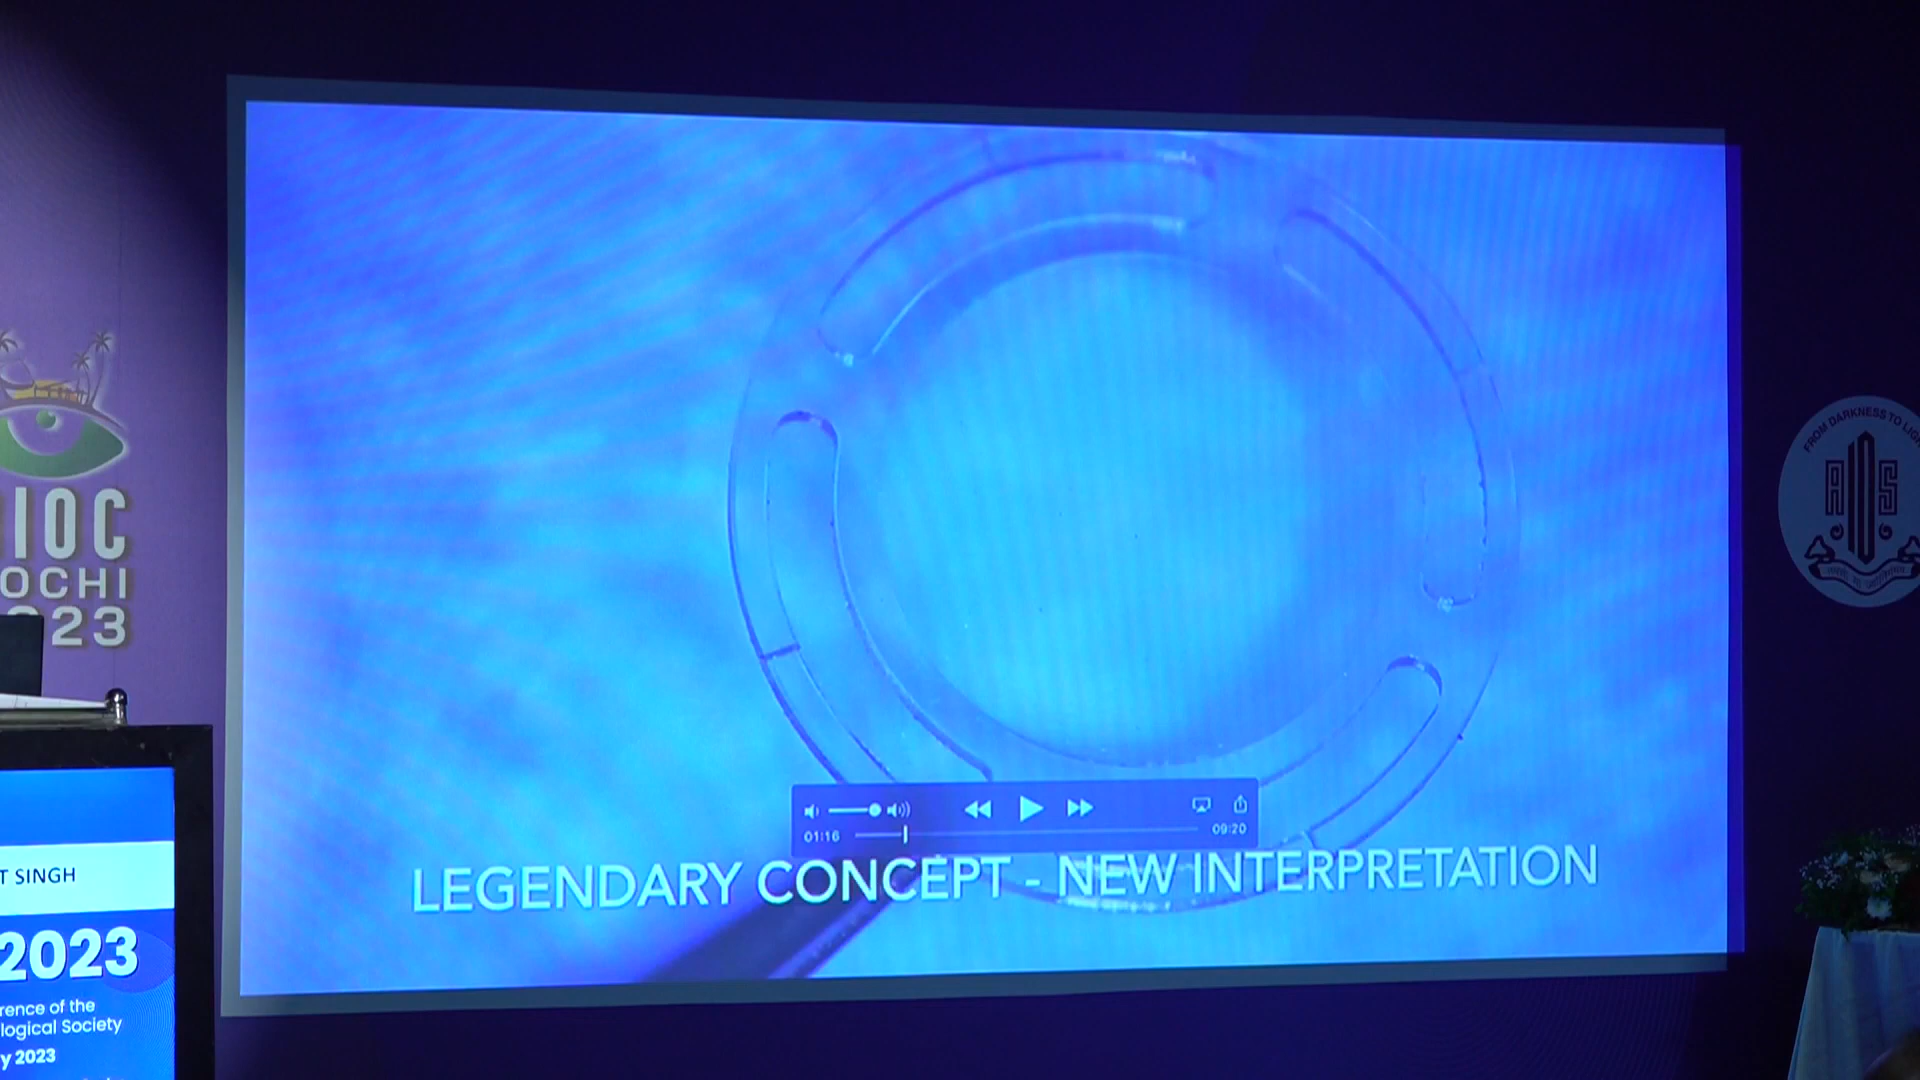 LEGENDARY CONCEPT - NEW INTERPRETATION
01:16
09:20
IOC
OCHI
23
T SINGH
2023
rence of the
logical Society
y 2023
FROM DARKNESS TO LIG
AIOS